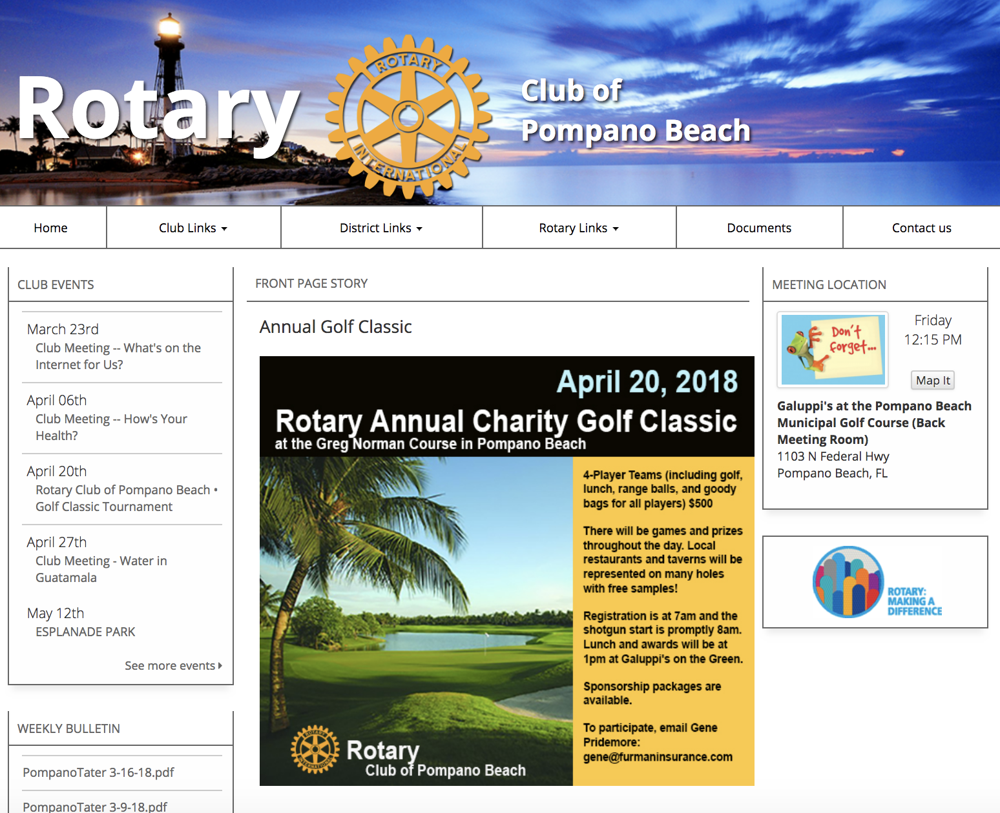 Rotary
ROTARY
INTERNATIONAL
Club of
Pompano Beach
Home
Club Links
District Links
Rotary Links
Documents
Contact us
CLUB EVENTS
March 23rd
Club Meeting -- What's on the
Internet for Us?
April 06th
Club Meeting -- How's Your
Health?
April 20th
Rotary Club of Pompano Beach •
Golf Classic Tournament
April 27th
Club Meeting - Water in
Guatamala
May 12th
ESPLANADE PARK
See more events
WEEKLY BULLETIN
PompanoTater 3-16-18.pdf
PompanoTater 3-9-18.pdf
FRONT PAGE STORY
Annual Golf Classic
April 20, 2018
Rotary Annual Charity Golf Classic
at the Greg Norman Course in Pompano Beach
4-Player Teams (including golf,
lunch, range balls, and goody
bags for all players) $500
There will be games and prizes
throughout the day. Local
restaurants and taverns will be
represented on many holes
with free samples!
Registration is at 7am and the
shotgun start is promptly 8am.
Lunch and awards will be at
1pm at Galuppi's on the Green.
Sponsorship packages are
available.
To participate, email Gene
Pridemore:
gene@furmaninsurance.com
ROTARY
INTERNATIONAL
Rotary
Club of Pompano Beach
MEETING LOCATION
Don't
forget...
Friday
12:15 PM
Map It
Galuppi's at the Pompano Beach
Municipal Golf Course (Back
Meeting Room)
1103 N Federal Hwy
Pompano Beach, FL
ROTARY:
MAKING A
DIFFERENCE